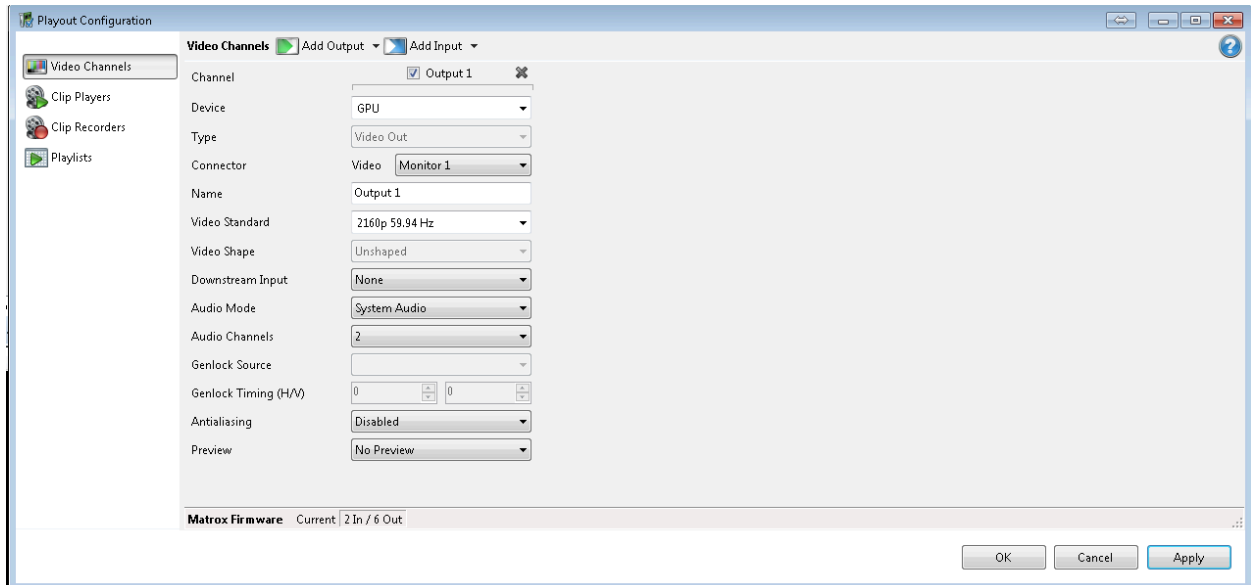 Playout Configuration
Video Channels Add Output Add Input
Video Channels
Clip Players
Clip Recorders
Playlists
Channel Output 1
Device GPU
Type Video Out
Connector Video Monitor 1
Name Output 1
Video Standard 2160p 59.94 Hz
Video Shape Unshaped
Downstream Input None
Audio Mode System Audio
Audio Channels 2
Genlock Source
Genlock Timing (H/V) 0 0
Antialiasing Disabled
Preview No Preview
Matrox Firmware Current 2 In / 6 Out
OK Cancel Apply